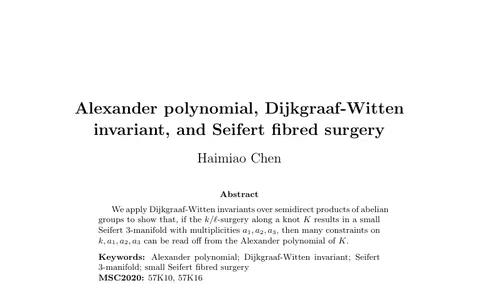 Alexander polynomial, Dijkgraaf-Witten
invariant, and Seifert fibred surgery
Haimiao Chen
Abstract
We apply Dijkgraaf-Witten invariants over semidirect products of abelian
groups to show that, if the k/ℓ-surgery along a knot K results in a small
Seifert 3-manifold with multiplicities a₁, a₂, a₃, then many constraints on
k, a₁, a₂, a₃ can be read off from the Alexander polynomial of K.
Keywords: Alexander polynomial; Dijkgraaf-Witten invariant; Seifert
3-manifold; small Seifert fibred surgery
MSC2020: 57K10, 57K16